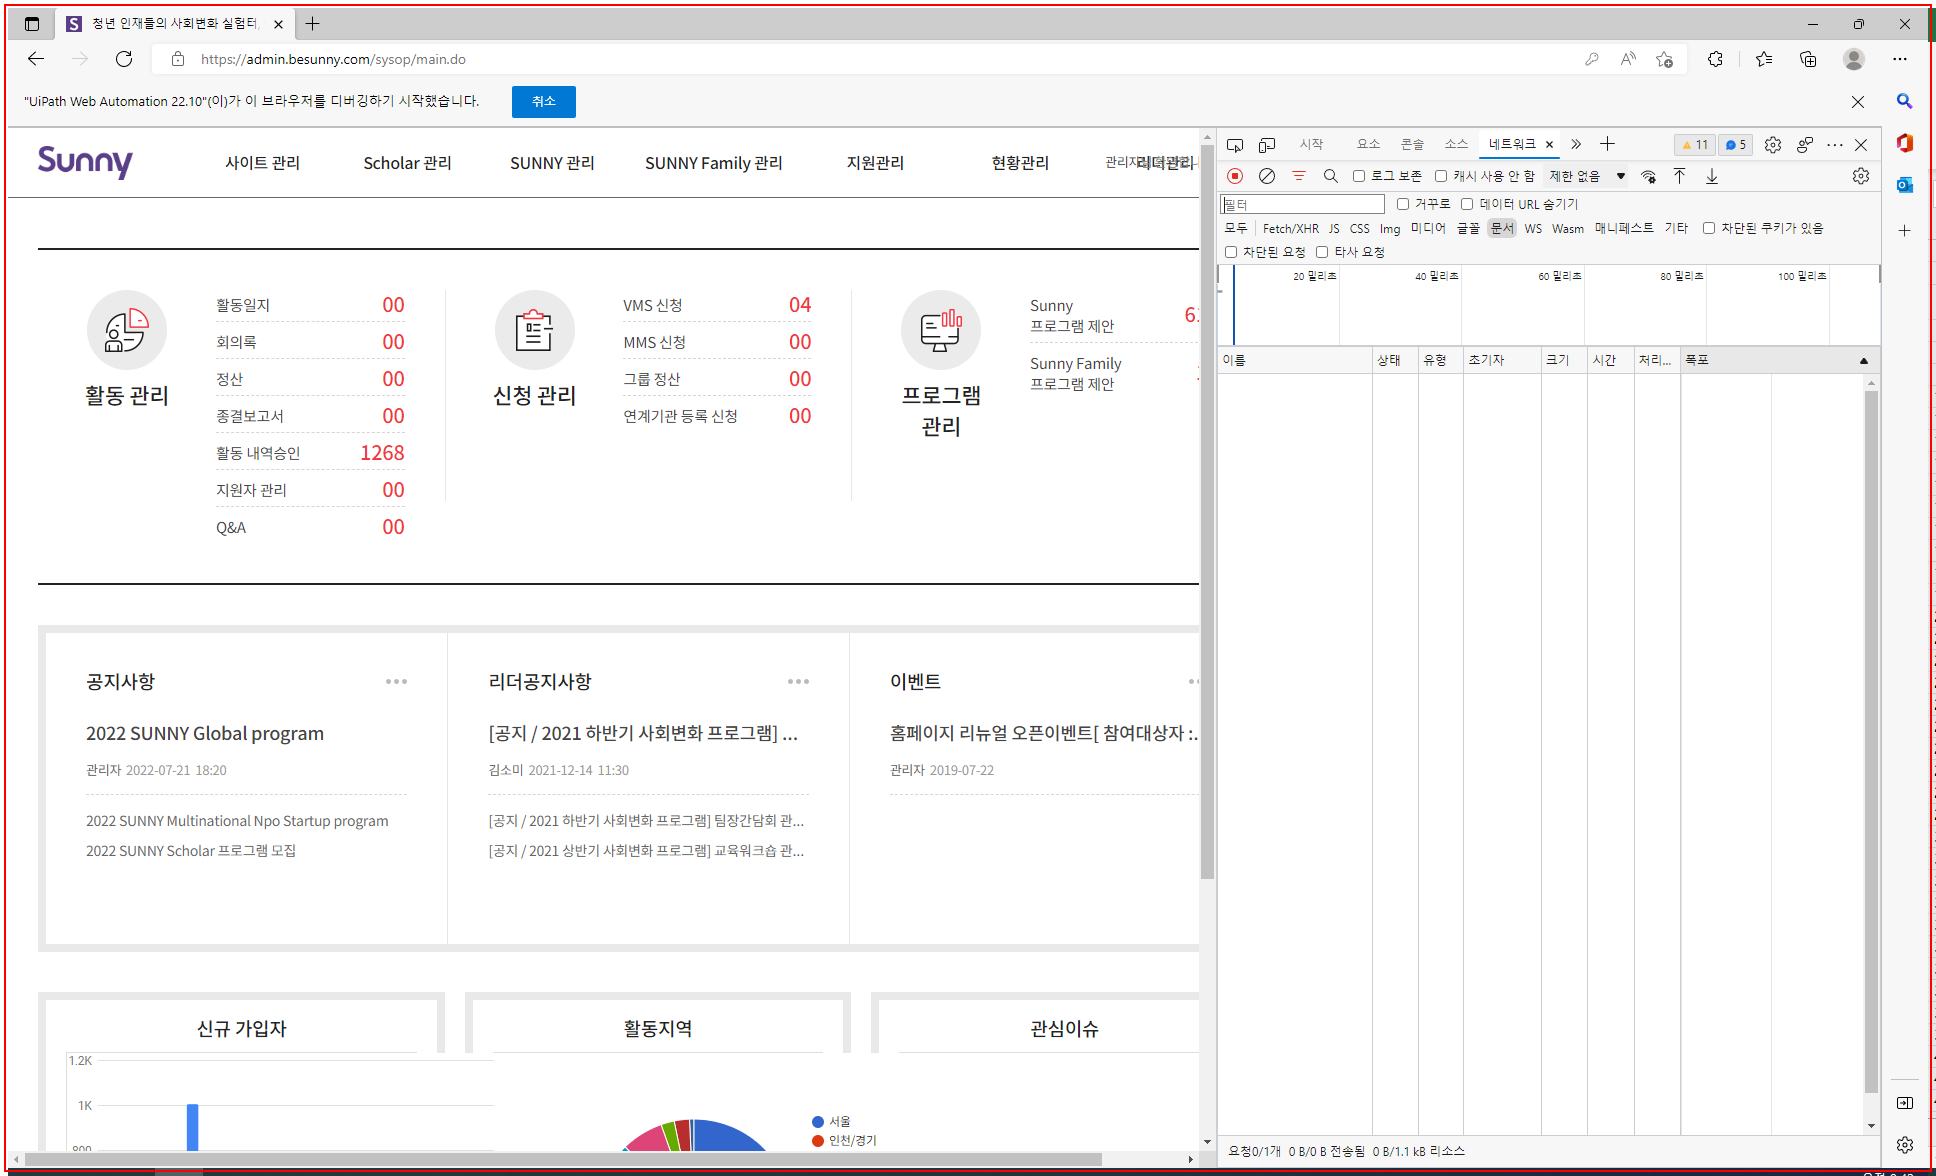 청년 인재들의 사회변화 실험터,
https://admin.besunny.com/sysop/main.do
"UiPath Web Automation 22.10"(이)가 이 브라우저를 디버깅하기 시작했습니다.
취소
Sunny
사이트 관리
Scholar 관리
SUNNY 관리
SUNNY Family 관리
지원관리
현황관리
활동 관리
활동일지 00
회의록 00
정산 00
종결보고서 00
활동 내역승인 1268
지원자 관리 00
Q&A 00
신청 관리
VMS 신청 04
MMS 신청 00
그룹 정산 00
연계기관 등록 신청 00
프로그램
관리
Sunny
프로그램 제안
Sunny Family
프로그램 제안
공지사항
2022 SUNNY Global program
관리자 2022-07-21 18:20
2022 SUNNY Multinational Npo Startup program
2022 SUNNY Scholar 프로그램 모집
리더공지사항
[공지 / 2021 하반기 사회변화 프로그램] ...
김소미 2021-12-14 11:30
[공지 / 2021 하반기 사회변화 프로그램] 팀장간담회 관...
[공지 / 2021 상반기 사회변화 프로그램] 교육워크숍 관...
이벤트
홈페이지 리뉴얼 오픈이벤트[ 참여대상자 :.
관리자 2019-07-22
신규 가입자
1.2K
1K
800
활동지역
서울
인천/경기
관심이슈
시작 요소 콘솔 소스 네트워크
11
5
로그 보존 캐시 사용 안 함 제한 없음
필터 거꾸로 데이터 URL 숨기기
모두 Fetch/XHR JS CSS Img 미디어 글꼴 문서 WS Wasm 매니페스트 기타 차단된 쿠키가 있음
차단된 요청 타사 요청
20 밀리초 40 밀리초 60 밀리초 80 밀리초 100 밀리초
이름 상태 유형 초기자 크기 시간 처리... 폭포
요청0/1개 0 B/0 B 전송됨 0 B/1.1 kB 리소스